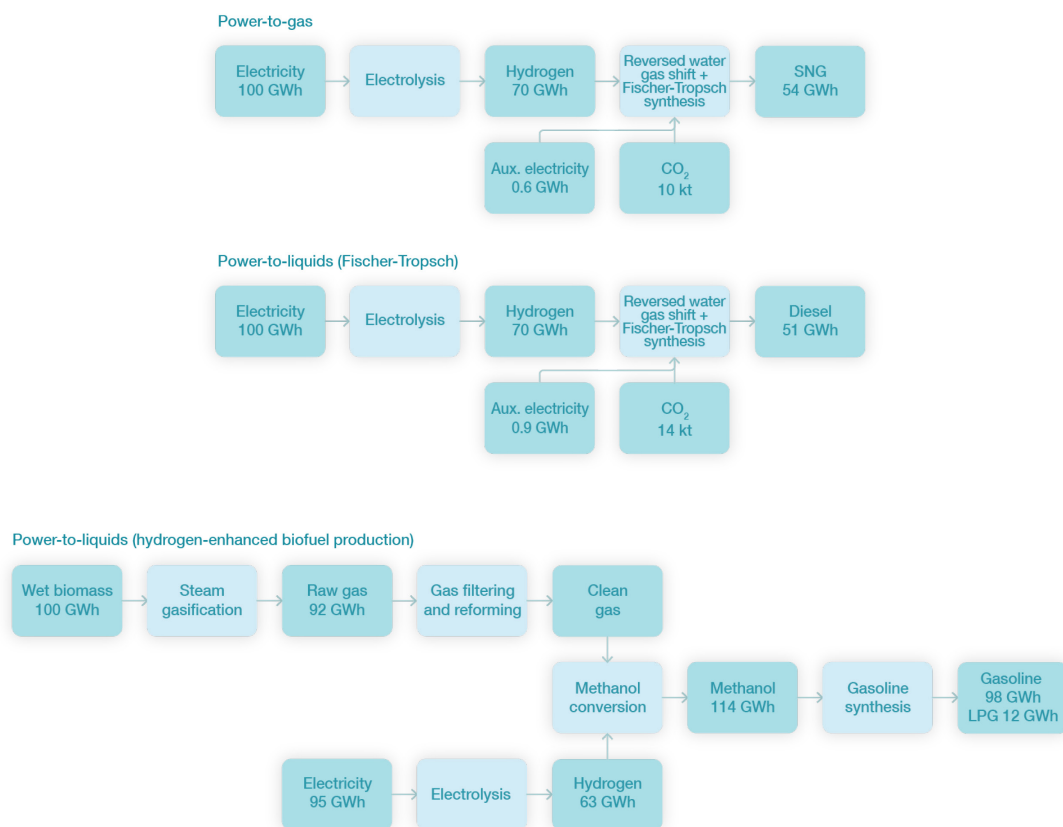 Power-to-gas
Electricity
100 GWh
Electrolysis
Hydrogen
70 GWh
Reversed water
gas shift +
Fischer-Tropsch
synthesis
SNG
54 GWh
Aux. electricity
0.6 GWh
CO₂
10 kt
Power-to-liquids (Fischer-Tropsch)
Electricity
100 GWh
Electrolysis
Hydrogen
70 GWh
Reversed water
gas shift +
Fischer-Tropsch
synthesis
Diesel
51 GWh
Aux. electricity
0.9 GWh
CO₂
14 kt
Power-to-liquids (hydrogen-enhanced biofuel production)
Wet biomass
100 GWh
Steam
gasification
Raw gas
92 GWh
Gas filtering
and reforming
Clean
gas
Methanol
conversion
Methanol
114 GWh
Gasoline
synthesis
Gasoline
98 GWh
LPG 12 GWh
Electricity
95 GWh
Electrolysis
Hydrogen
63 GWh